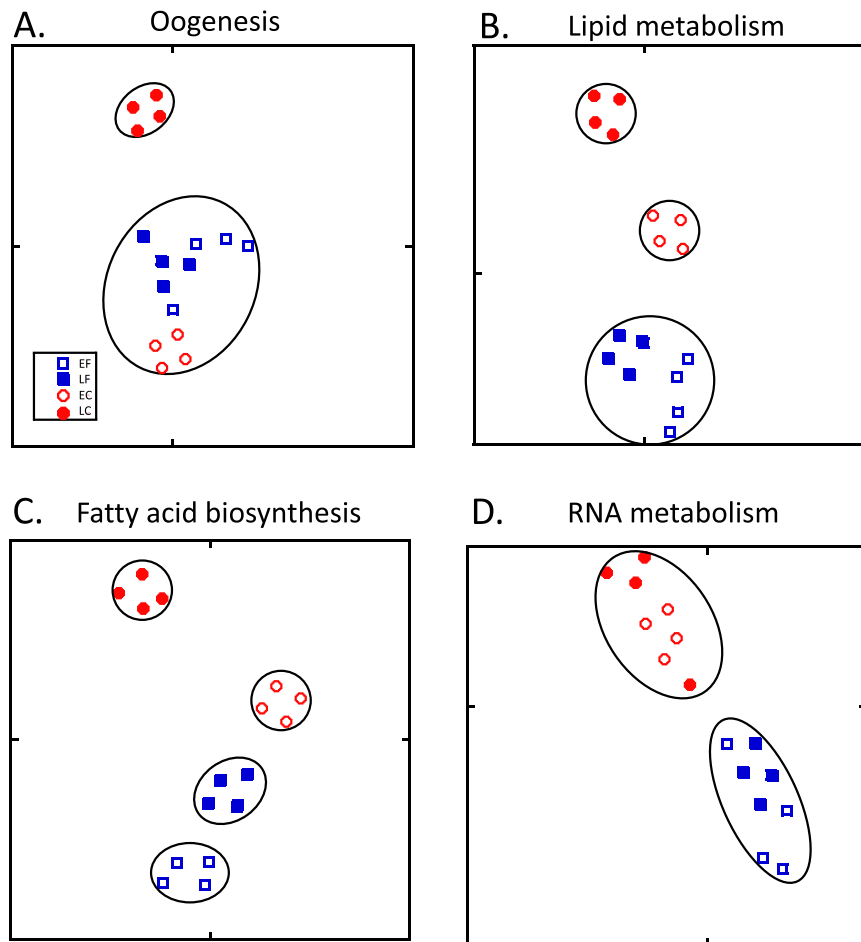 A. Oogenesis
B. Lipid metabolism
EF
LF
EC
LC
C. Fatty acid biosynthesis
D. RNA metabolism